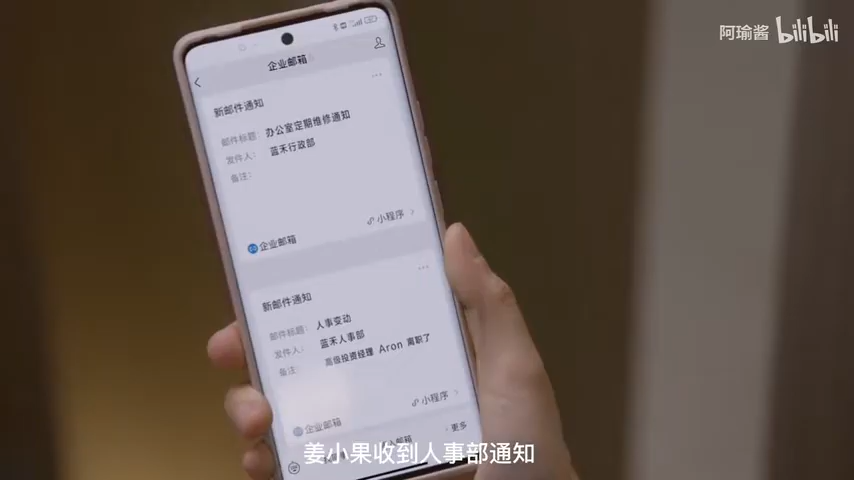 阿瑜酱 bilibili
企业邮箱
新邮件通知
邮件标题: 办公室定期维修通知
发件人: 蓝禾行政部
备注:
小程序
企业邮箱
新邮件通知
邮件标题: 人事变动
发件人: 蓝禾人事部
备注: 高级投资经理 Aron 离职了
小程序
企业邮箱
更多
姜小果收到人事部通知